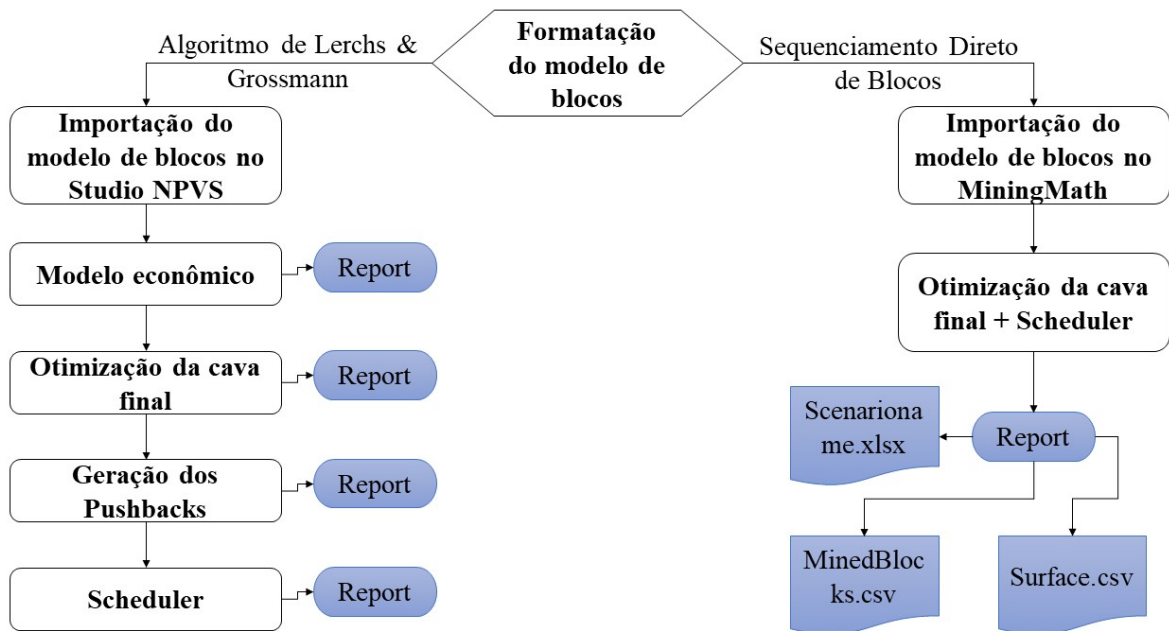 Formatação
do modelo de
blocos
Algoritmo de Lerchs &
Grossmann
Sequenciamento Direto
de Blocos
Importação do
modelo de blocos no
Studio NPVS
Modelo econômico
Report
Otimização da cava
final
Report
Geração dos
Pushbacks
Report
Scheduler
Report
Importação do
modelo de blocos no
MiningMath
Otimização da cava
final + Scheduler
Report
Scenariona
me.xlsx
MinedBloc
ks.csv
Surface.csv